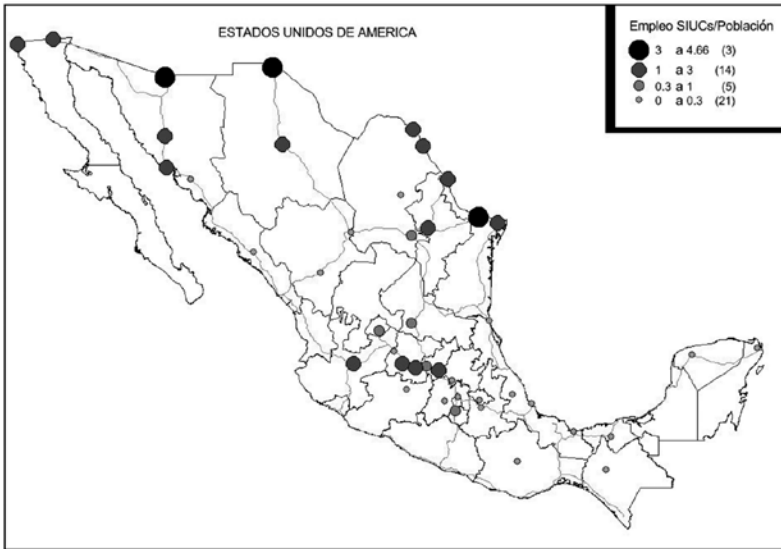 ESTADOS UNIDOS DE AMERICA
Empleo SIUCs/Población
3 a 4.66 (3)
1 a 3 (14)
0.3 a 1 (5)
0 a 0.3 (21)